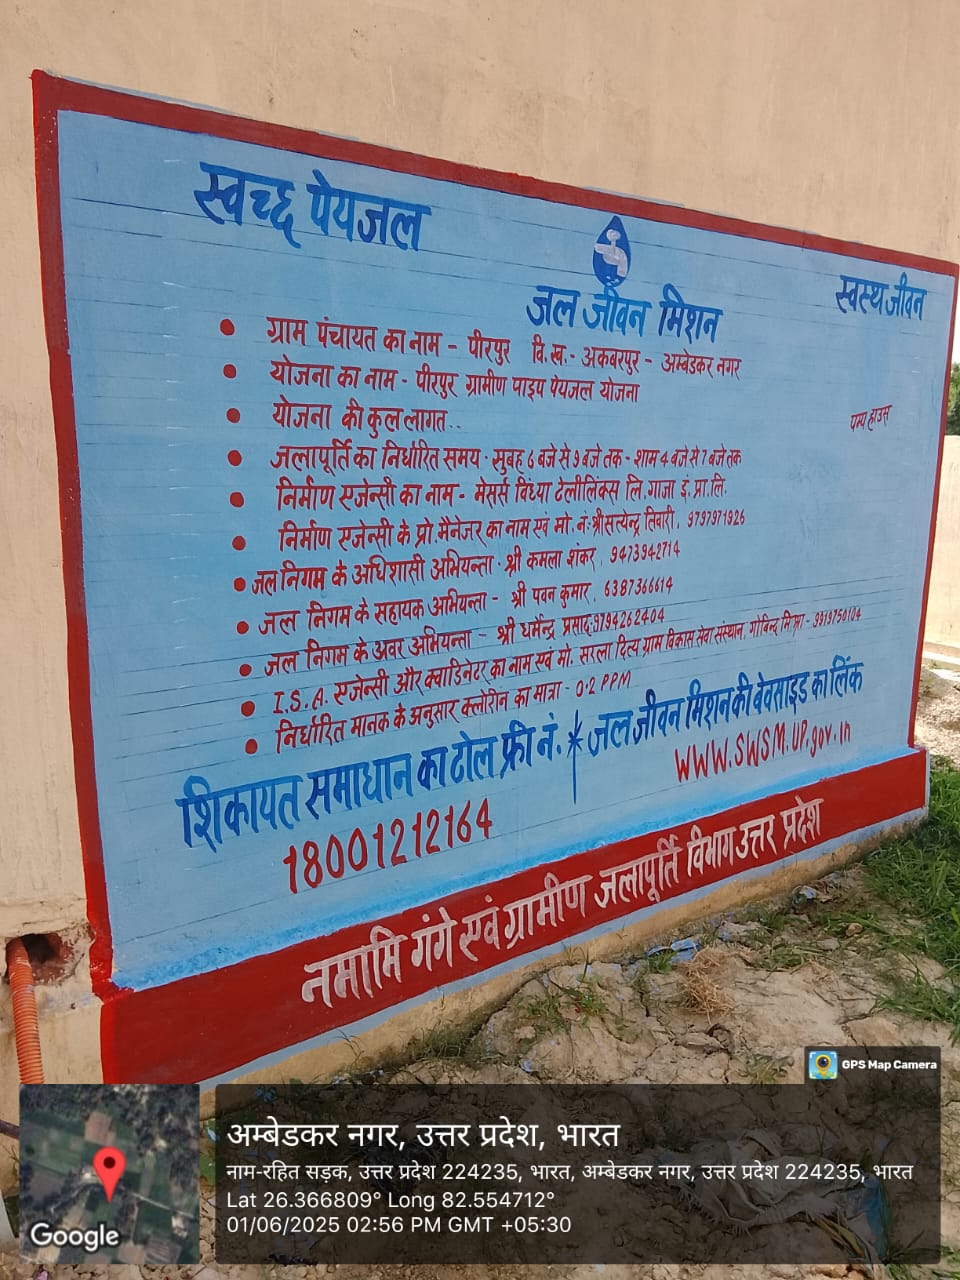 स्वच्छ पेयजल
जल जीवन मिशन
स्वस्थ जीवन
ग्राम पंचायत का नाम - पीरपुर वि.ख.- अकबरपुर - अम्बेडकर नगर
योजना का नाम - पीरपुर ग्रामीण पाइप पेयजल योजना
योजना की कुल लागत..
पम्प हाउस
जलापूर्ति का निर्धारित समय - सुबह 6 बजे से 9 बजे तक - शाम 4 बजे से 7 बजे तक
निर्माण एजेन्सी का नाम - मेसर्स विंध्या टेलीलिंक्स लि. गाजा इं. प्रा. लि.
निर्माण एजेन्सी के प्रो. मैनेजर का नाम एवं मो. नं. श्री सत्येन्द्र तिवारी. 9797971926
जल निगम के अधिशासी अभियन्ता - श्री कमला शंकर. 9473942714
जल निगम के सहायक अभियन्ता - श्री पवन कुमार. 6387366614
जल निगम के अवर अभियन्ता - श्री धर्मेन्द्र प्रसाद. 9794262404
I.S.A. एजेन्सी और क्वाडिनेटर का नाम एवं मो. सरला दित्य ग्राम विकास सेवा संस्थान, गोविन्द मिश्रा - 9919750104
निर्धारित मानक के अनुसार क्लोरिन का मात्रा - 0.2 PPM
शिकायत समाधान का टोल फ्री नं. * जल जीवन मिशन की वेवसाइड का लिंक
18001212164 WWW.SWSM.UP.gov.in
नमामि गंगे एवं ग्रामीण जलापूर्ति विभाग उत्तर प्रदेश
GPS Map Camera
अम्बेडकर नगर, उत्तर प्रदेश, भारत
नाम-रहित सड़क, उत्तर प्रदेश 224235, भारत, अम्बेडकर नगर, उत्तर प्रदेश 224235, भारत
Lat 26.366809° Long 82.554712°
01/06/2025 02:56 PM GMT +05:30
Google